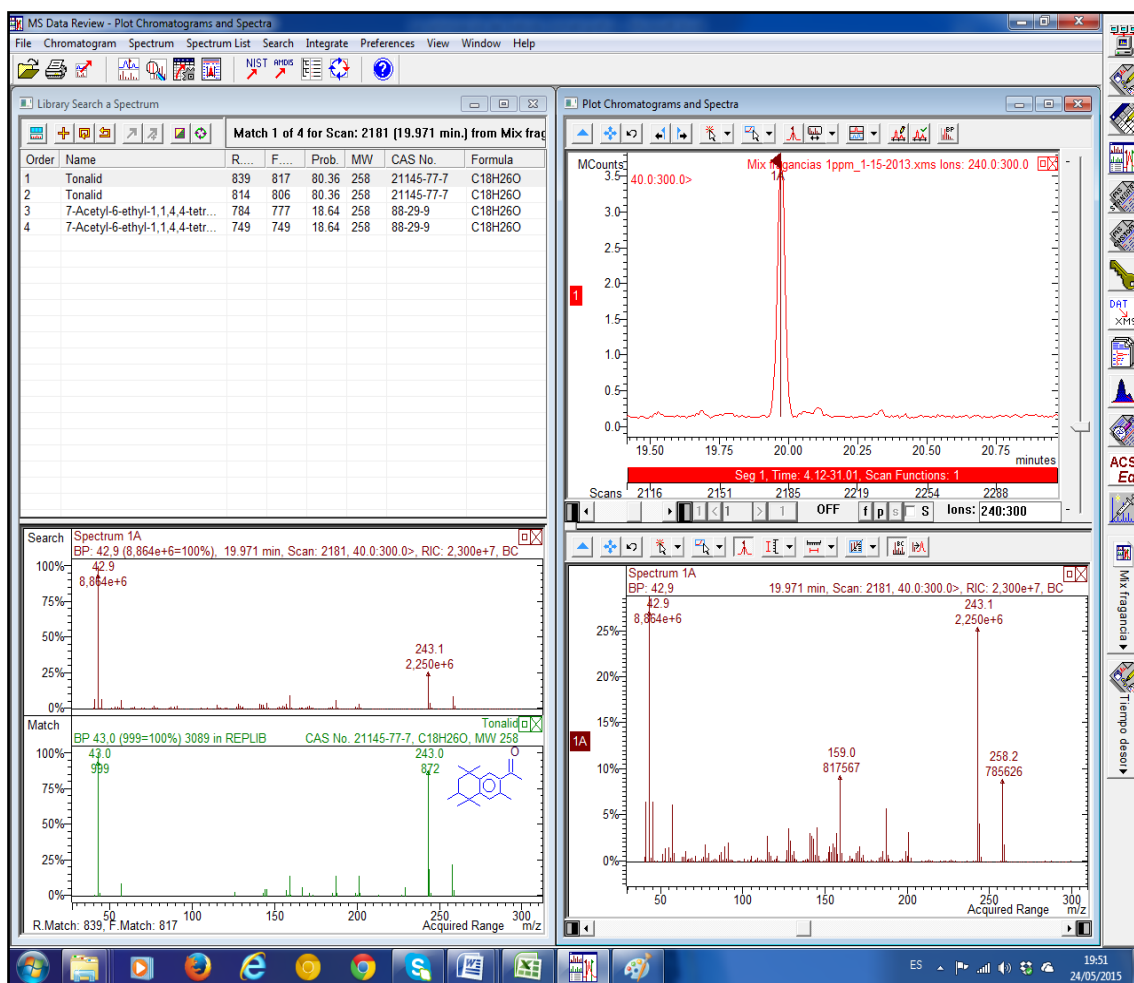 MS Data Review - Plot Chromatograms and Spectra
File Chromatogram Spectrum Spectrum List Search Integrate Preferences View Window Help
NIST AMDIS
Library Search a Spectrum
Match 1 of 4 for Scan: 2181 (19.971 min.) from Mix frag
Order Name R.... F.... Prob. MW CAS No. Formula
1 Tonalid 839 817 80.36 258 21145-77-7 C18H26O
2 Tonalid 814 806 80.36 258 21145-77-7 C18H26O
3 7-Acetyl-6-ethyl-1,1,4,4-tetr... 784 777 18.64 258 88-29-9 C18H26O
4 7-Acetyl-6-ethyl-1,1,4,4-tetr... 749 749 18.64 258 88-29-9 C18H26O
Search Spectrum 1A
BP: 42,9 (8,864e+6=100%), 19.971 min, Scan: 2181, 40.0:300.0>, RIC: 2,300e+7, BC
100%
42.9
8,864e+6
75%
50%
243.1
2,250e+6
25%
0%
Match Tonalid
BP 43,0 (999=100%) 3089 in REPLIB CAS No. 21145-77-7, C18H26O, MW 258
100%
43.0
999
243.0
872
O
75%
50%
25%
0%
50 100 150 200 250 300
R.Match: 839, F.Match: 817 Acquired Range m/z
Plot Chromatograms and Spectra
BP
MCounts Mix fragancias 1ppm_1-15-2013.xms Ions: 240.0:300.0
40.0:300.0>
1A
3.5
3.0
2.5
2.0
1
1.5
1.0
0.5
0.0
19.50 19.75 20.00 20.25 20.50 20.75
minutes
Seg 1, Time: 4.12-31.01, Scan Functions: 1
Scans 2116 2151 2185 2219 2254 2288
1 < 1 > 1 OFF f p s S Ions: 240:300
Spectrum 1A
BP: 42,9 19.971 min, Scan: 2181, 40.0:300.0>, RIC: 2,300e+7, BC
42.9
8,864e+6
243.1
2,250e+6
25%
20%
15%
1A
10%
159.0
817567
258.2
785626
5%
0%
50 100 150 200 250 300
Acquired Range m/z
DAT
XMS
ACS
Ed
Mix fragancia
Tiempo desor
ES
19:51
24/05/2015